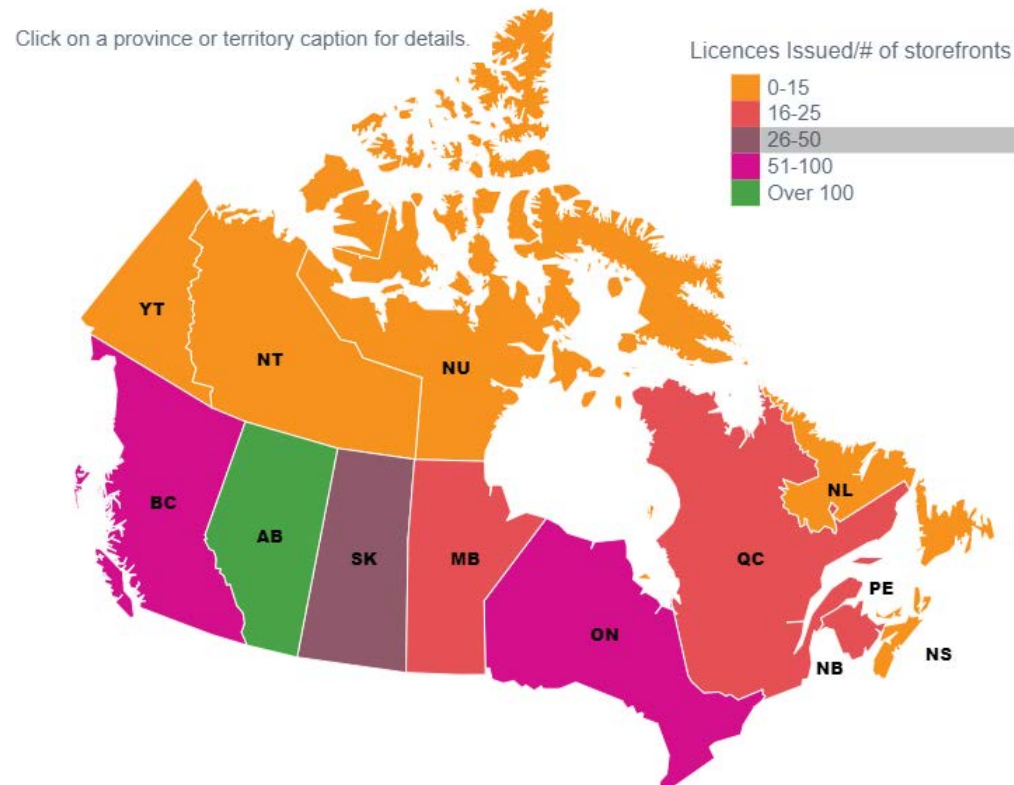 Click on a province or territory caption for details.
Licences Issued/# of storefronts
0-15
16-25
26-50
51-100
Over 100
YT
NT
NU
BC
AB
SK
MB
ON
QC
NL
PE
NB
NS